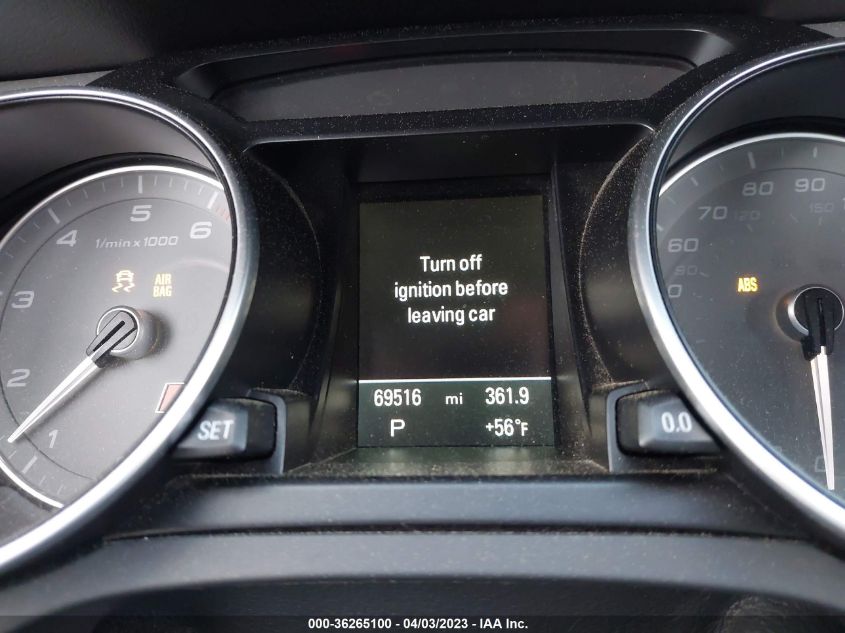 5
4
6
1/min x 1000
3
AIR
BAG
2
1
SET
Turn off
ignition before
leaving car
69516 mi 361.9
P +56°F
0.0
80
90
70
120
150
60
90
ABS
000-36265100 - 04/03/2023 - IAA Inc.